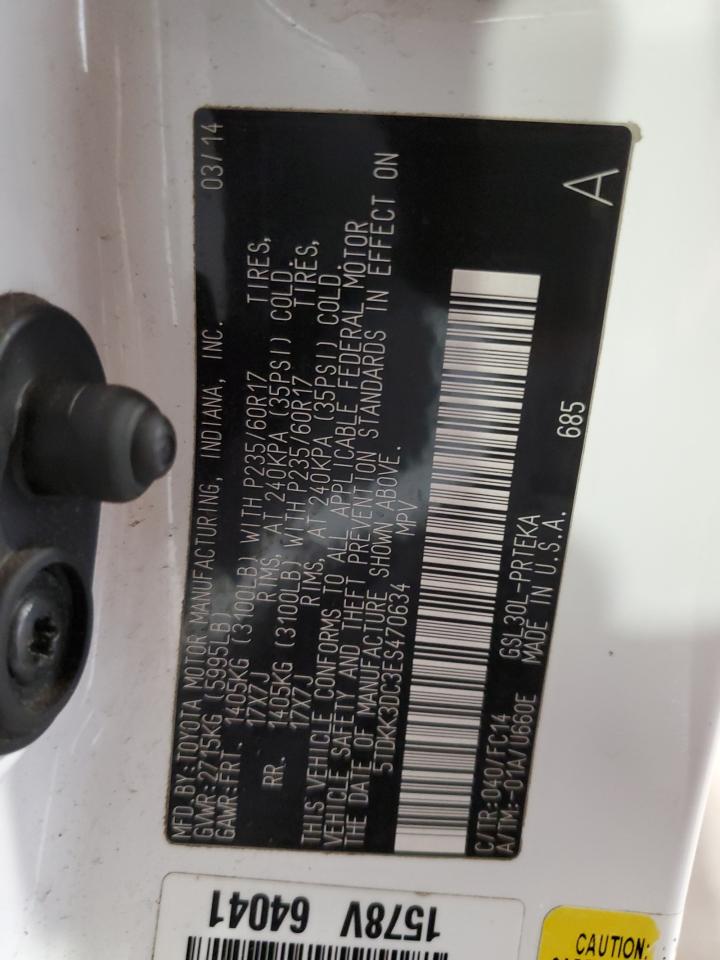 MFD.BY:TOYOTA MOTOR MANUFACTURING, INDIANA, INC. 03/14
GVWR:2715KG (5995LB)
GAWR:FRT. 1405KG (3100LB) WITH P235/60R17 TIRES,
17X7J RIMS, AT 240KPA (35PSI) COLD.
RR. 1405KG (3100LB) WITH P235/60R17 TIRES,
17X7J RIMS, AT 240KPA (35PSI) COLD.
THIS VEHICLE CONFORMS TO ALL APPLICABLE FEDERAL MOTOR
VEHICLE SAFETY AND THEFT PREVENTION STANDARDS IN EFFECT ON
THE DATE OF MANUFACTURE SHOWN ABOVE.
5TDKK3DC3ES470634 MPV
C/TR:040/FC14 GSL30L-PRTEKA A
A/TM:-01A/U660E MADE IN U.S.A. 685
1578V 64041
CAUTION: